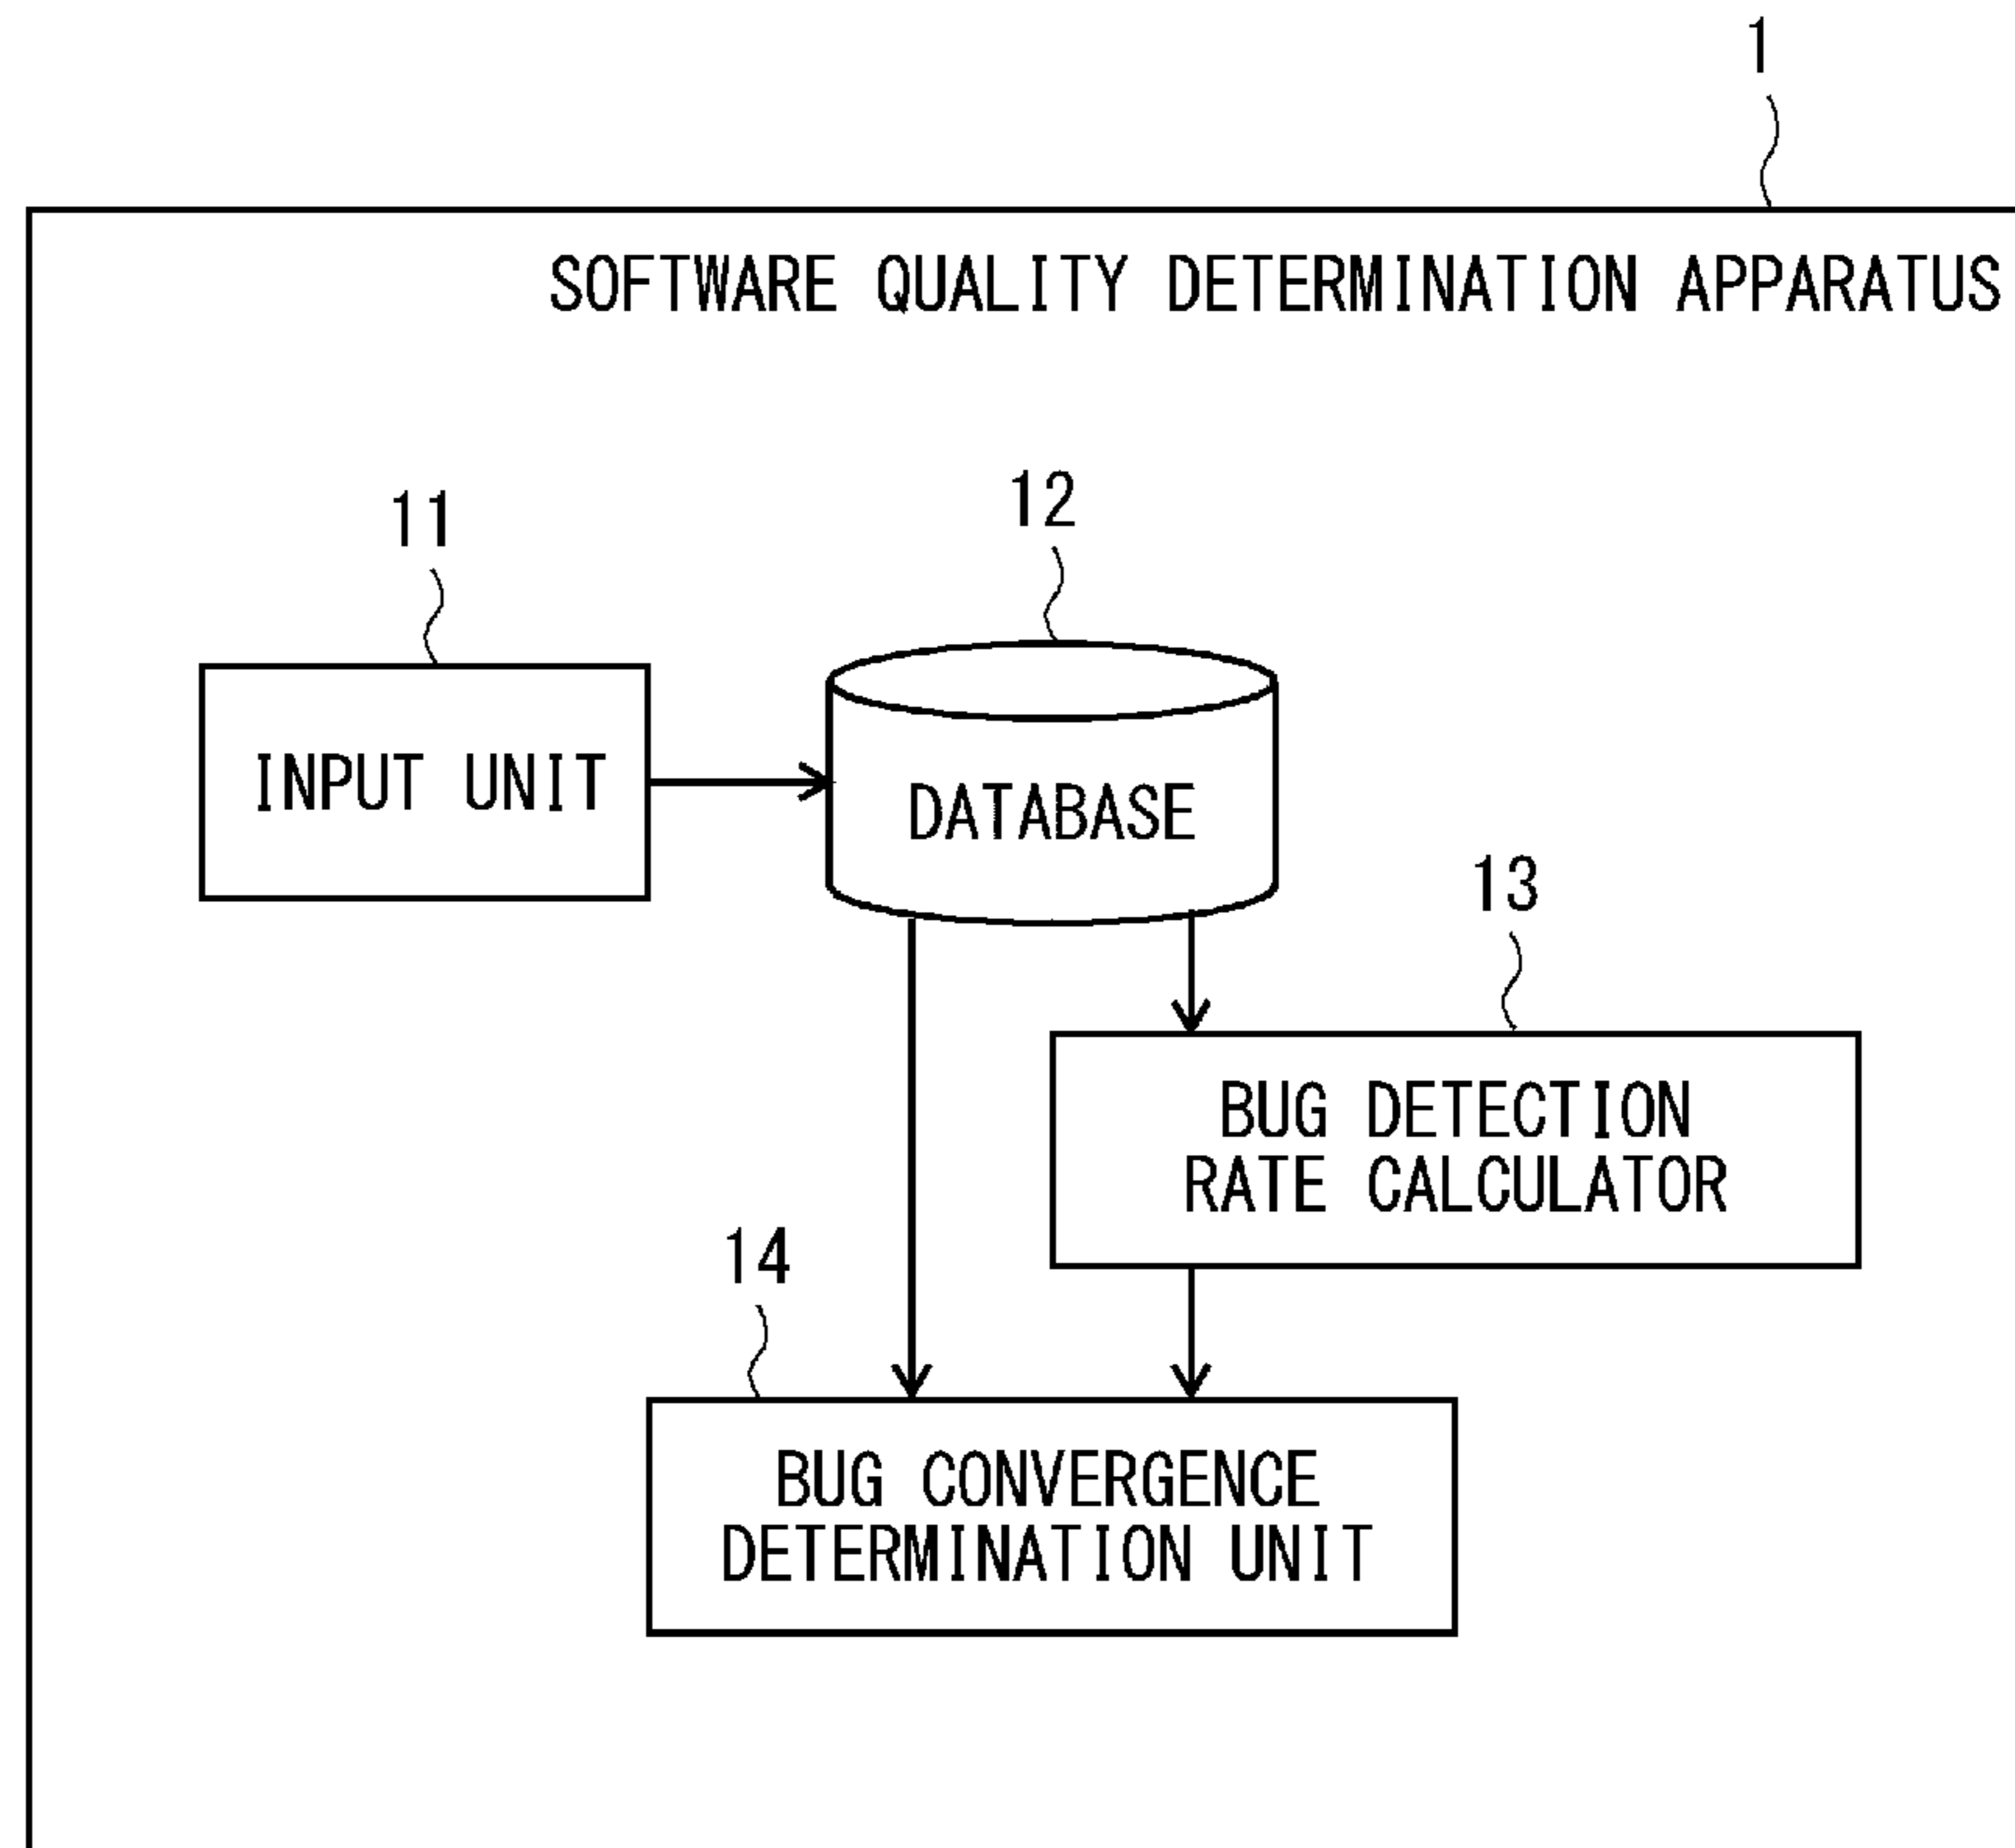 1
SOFTWARE QUALITY DETERMINATION APPARATUS
11
12
INPUT UNIT
DATABASE
13
BUG DETECTION
RATE CALCULATOR
14
BUG CONVERGENCE
DETERMINATION UNIT